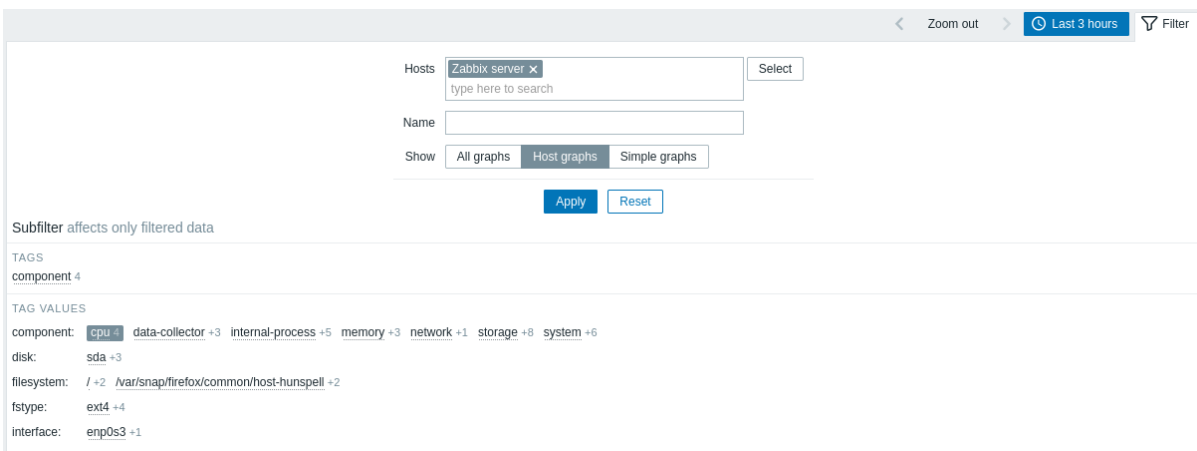 Zoom out Last 3 hours Filter
Hosts Zabbix server Select
type here to search
Name
Show All graphs Host graphs Simple graphs
Apply Reset
Subfilter affects only filtered data
TAGS
component 4
TAG VALUES
component: cpu 4 data-collector +3 internal-process +5 memory +3 network +1 storage +8 system +6
disk: sda +3
filesystem: / +2 /var/snap/firefox/common/host-hunspell +2
fstype: ext4 +4
interface: enp0s3 +1